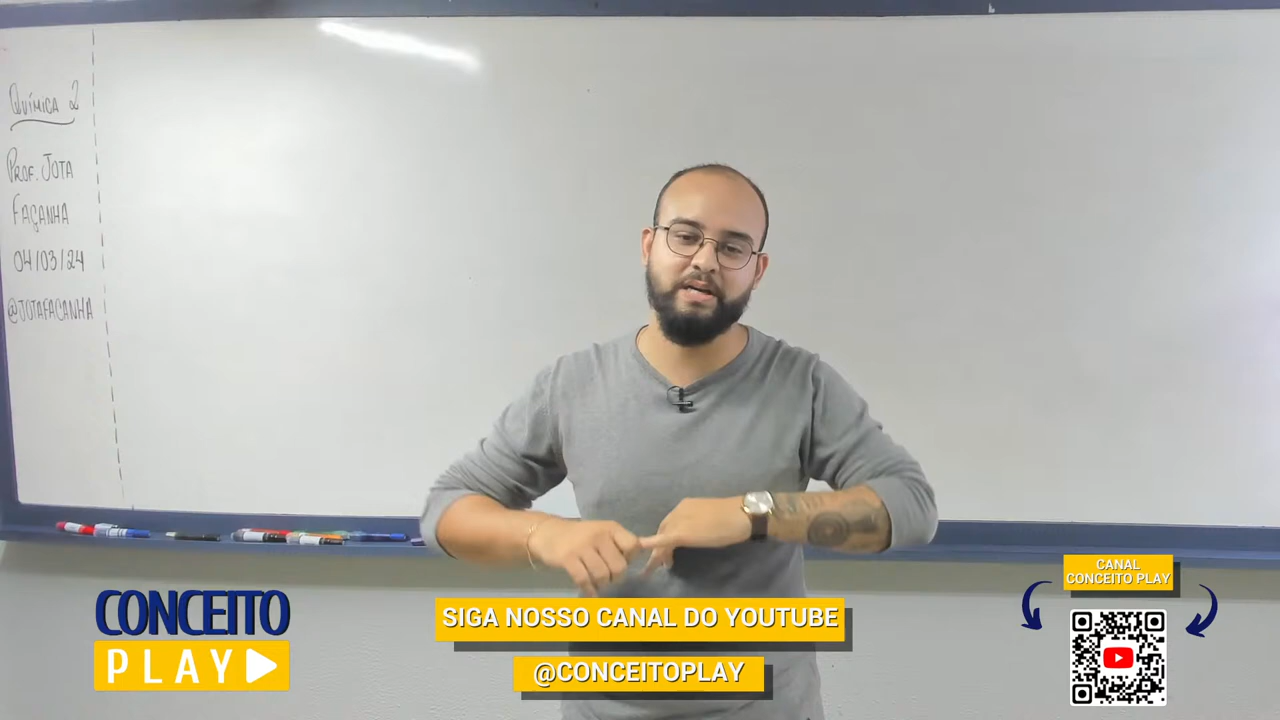 QUÍMICA 2
PROF. JOTA
FAÇANHA
04/03/24
@JOTAFAÇANHA
CONCEITO
PLAY
SIGA NOSSO CANAL DO YOUTUBE
@CONCEITOPLAY
CANAL
CONCEITO PLAY